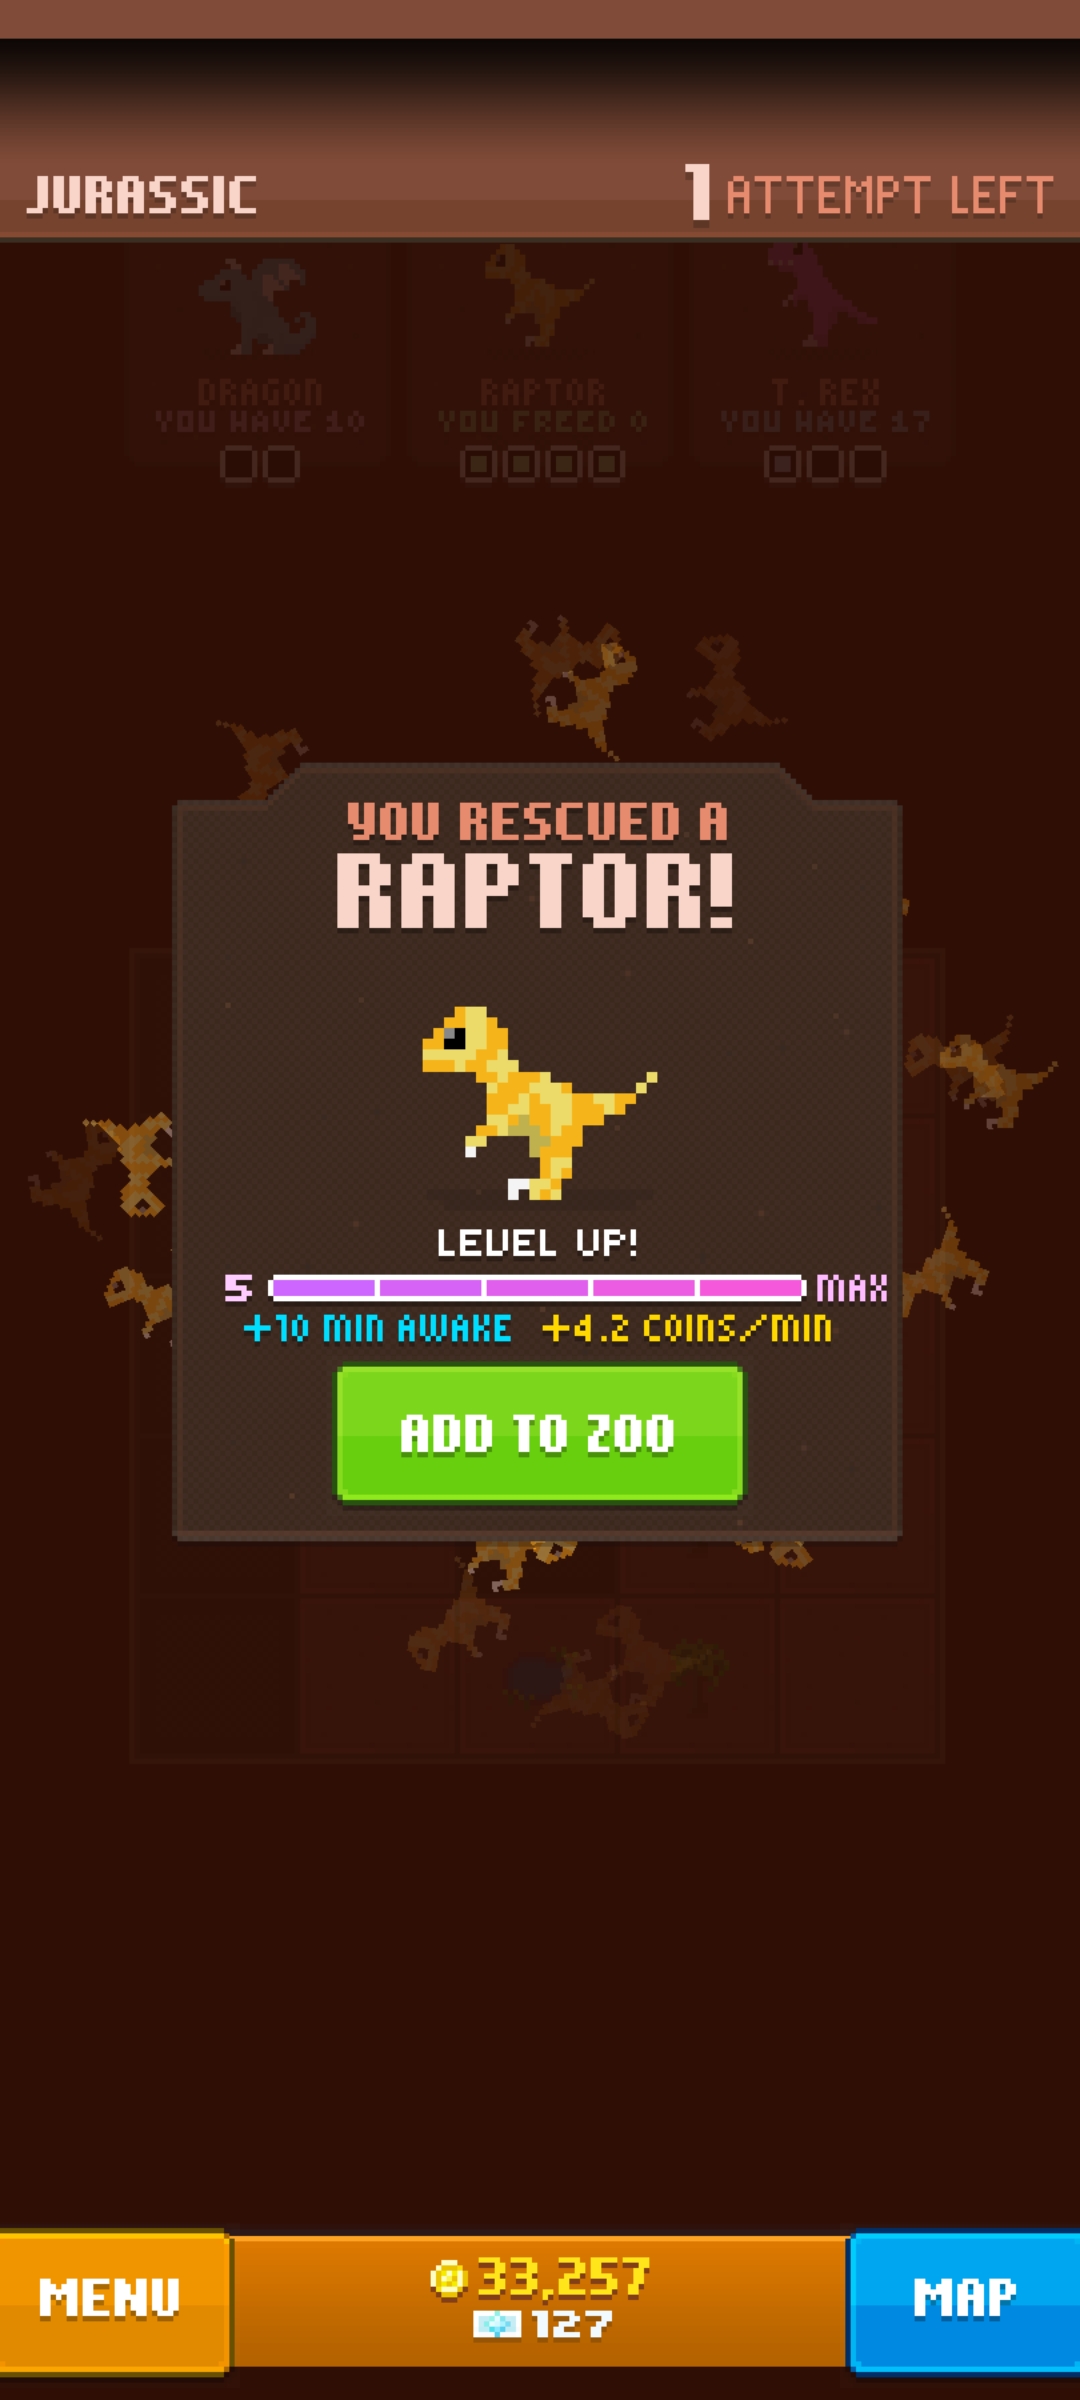 JURASSIC
1 ATTEMPT LEFT
DRAGON
YOU HAVE 10
RAPTOR
YOU FREED 0
T. REX
YOU HAVE 17
YOU RESCUED A
RAPTOR!
LEVEL UP!
5 MAX
+10 MIN AWAKE +4.2 COINS/MIN
ADD TO ZOO
MENU
33,257
127
MAP